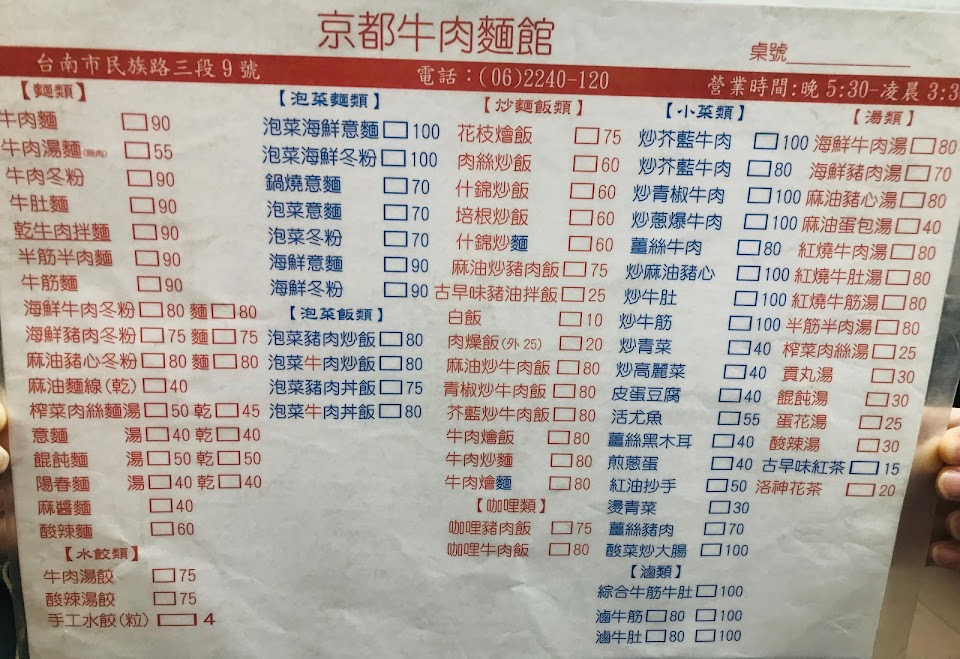 京都牛肉麵館
桌號
台南市民族路三段9號 電話:(06)2240-120 營業時間:晚5:30-凌晨3:3
【麵類】
牛肉麵 90
牛肉湯麵(無肉) 55
牛肉冬粉 90
牛肚麵 90
乾牛肉拌麵 90
半筋半肉麵 90
牛筋麵 90
海鮮牛肉冬粉 80 麵 80
海鮮豬肉冬粉 75 麵 75
麻油豬心冬粉 80 麵 80
麻油麵線(乾) 40
榨菜肉絲麵湯 50 乾 45
意麵 湯 40 乾 40
餛飩麵 湯 50 乾 50
陽春麵 湯 40 乾 40
麻醬麵 40
酸辣麵 60
【水餃類】
牛肉湯餃 75
酸辣湯餃 75
手工水餃(粒) 4
【泡菜麵類】
泡菜海鮮意麵 100
泡菜海鮮冬粉 100
鍋燒意麵 70
泡菜意麵 70
泡菜冬粉 70
海鮮意麵 90
海鮮冬粉 90
【泡菜飯類】
泡菜豬肉炒飯 80
泡菜牛肉炒飯 80
泡菜豬肉丼飯 75
泡菜牛肉丼飯 80
【炒麵飯類】
花枝燴飯 75
肉絲炒飯 60
什錦炒飯 60
培根炒飯 60
什錦炒麵 60
麻油炒豬肉飯 75
古早味豬油拌飯 25
白飯 10
肉燥飯(外25) 20
麻油炒牛肉飯 80
青椒炒牛肉飯 80
芥藍炒牛肉飯 80
牛肉燴飯 80
牛肉炒麵 80
牛肉燴麵 80
【咖哩類】
咖哩豬肉飯 75
咖哩牛肉飯 80
【小菜類】
炒芥藍牛肉 100
炒芥藍牛肉 80
炒青椒牛肉 100
炒蔥爆牛肉 100
薑絲牛肉 80
炒麻油豬心 100
炒牛肚 100
炒牛筋 100
炒青菜 40
炒高麗菜 40
皮蛋豆腐 40
活尤魚 55
薑絲黑木耳 40
煎蔥蛋 40
紅油抄手 50
燙青菜 30
薑絲豬肉 70
酸菜炒大腸 100
【滷類】
綜合牛筋牛肚 100
滷牛筋 80 100
滷牛肚 80 100
【湯類】
海鮮牛肉湯 80
海鮮豬肉湯 70
麻油豬心湯 80
麻油蛋包湯 40
紅燒牛肉湯 80
紅燒牛肚湯 80
紅燒牛筋湯 80
半筋半肉湯 80
榨菜肉絲湯 25
貢丸湯 30
餛飩湯 30
蛋花湯 25
酸辣湯 30
古早味紅茶 15
洛神花茶 20